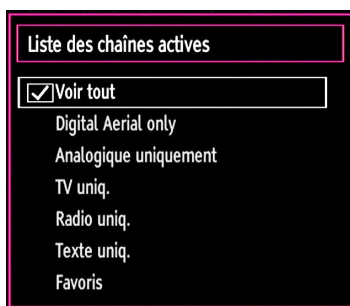 Liste des chaînes actives
Voir tout
Digital Aerial only
Analogique uniquement
TV uniq.
Radio uniq.
Texte uniq.
Favoris